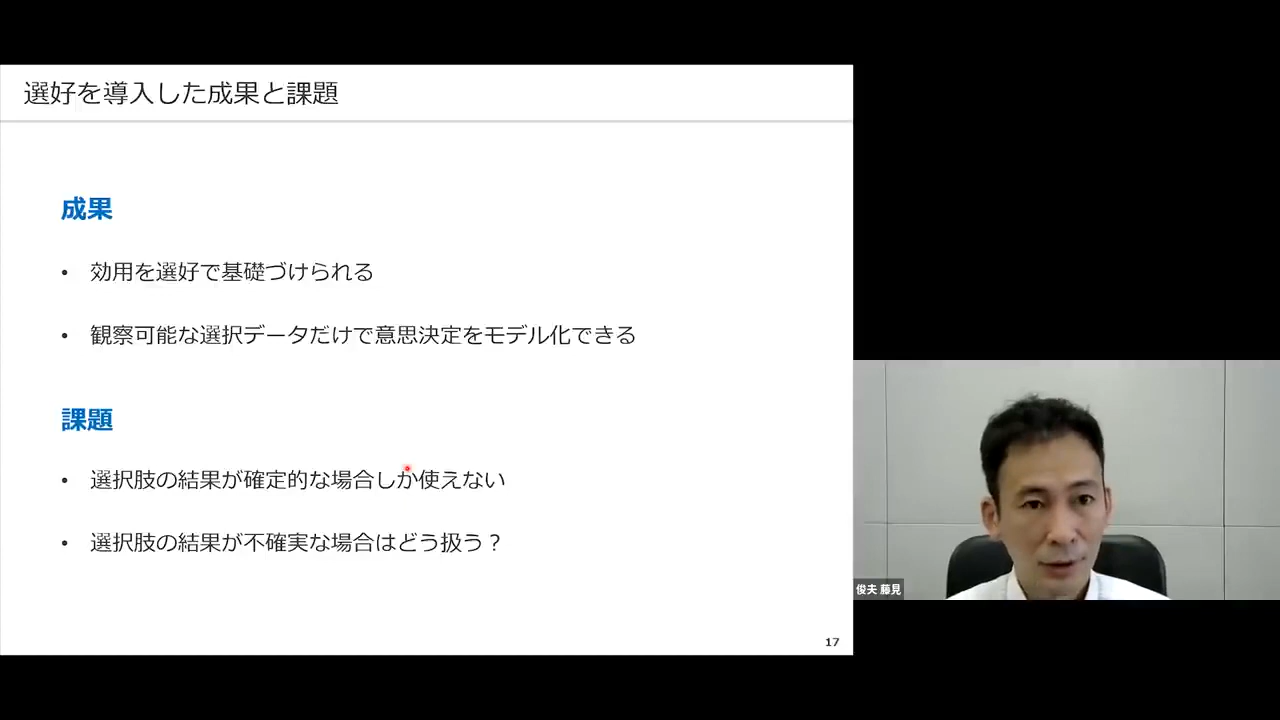 選好を導入した成果と課題
成果
• 効用を選好で基礎づけられる
• 観察可能な選択データだけで意思決定をモデル化できる
課題
• 選択肢の結果が確定的な場合しか使えない
• 選択肢の結果が不確実な場合はどう扱う？
17
俊夫 藤見